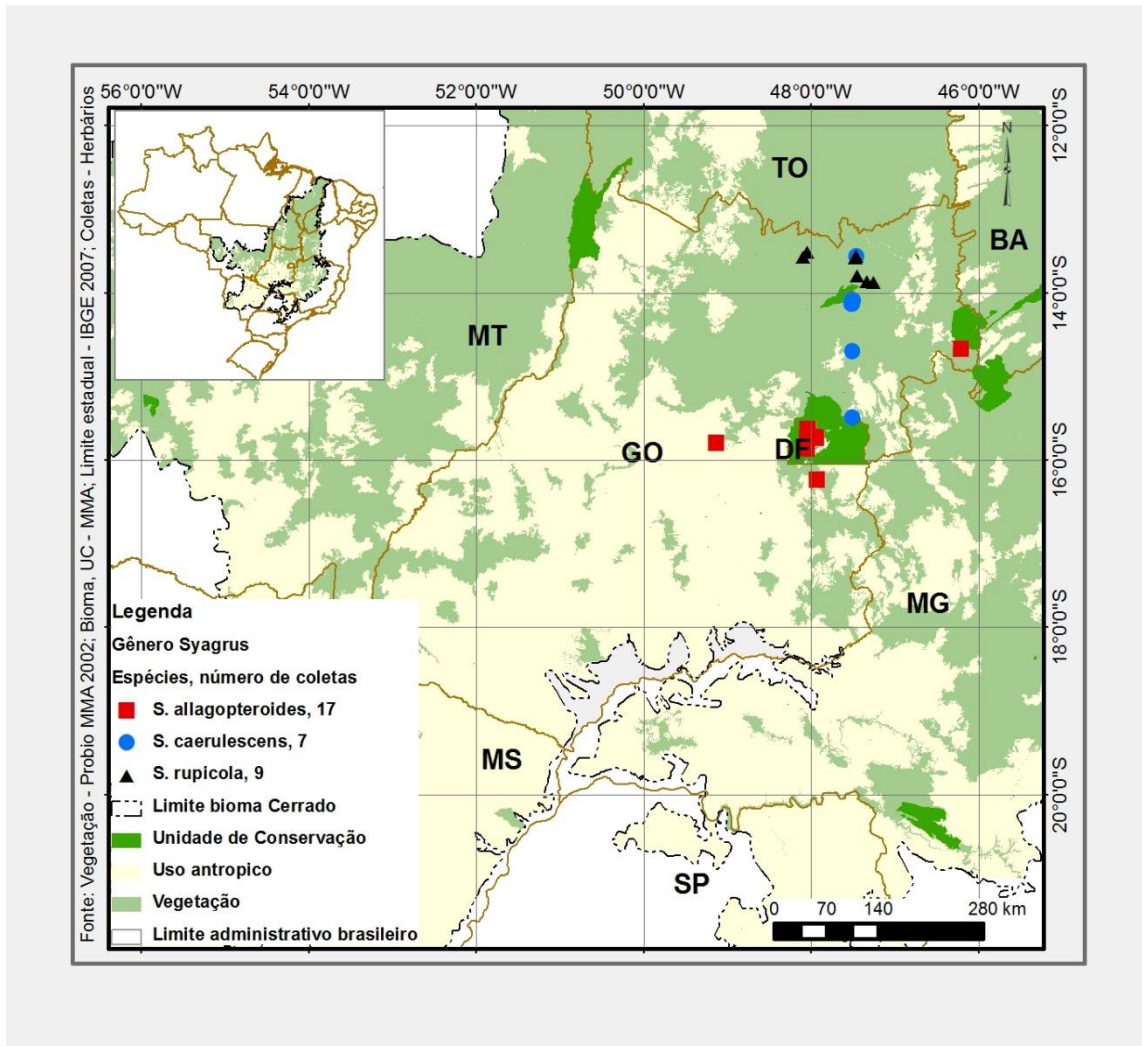 56°0'0"W 54°0'0"W 52°0'0"W 50°0'0"W 48°0'0"W 46°0'0"W
Fonte: Vegetação - Probio MMA 2002; Bioma, UC - MMA; Limite estadual - IBGE 2007; Coletas - Herbários
12°0'0"S
14°0'0"S
16°0'0"S
18°0'0"S
20°0'0"S
N
TO
BA
MT
GO
DF
MG
MS
SP
Legenda
Gênero Syagrus
Espécies, número de coletas
S. allagopteroides, 17
S. caerulescens, 7
S. rupicola, 9
Limite bioma Cerrado
Unidade de Conservação
Uso antropico
Vegetação
Limite administrativo brasileiro
0 70 140 280 km